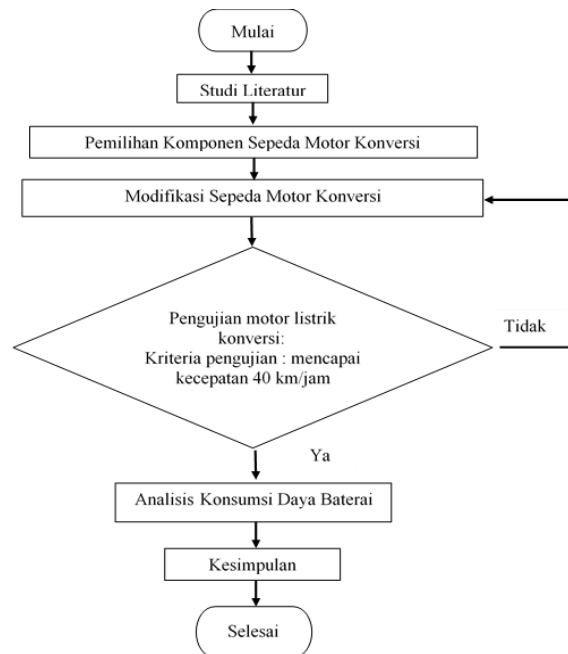 Mulai
Studi Literatur
Pemilihan Komponen Sepeda Motor Konversi
Modifikasi Sepeda Motor Konversi
Pengujian motor listrik
konversi:
Kriteria pengujian : mencapai
kecepatan 40 km/jam
Tidak
Ya
Analisis Konsumsi Daya Baterai
Kesimpulan
Selesai